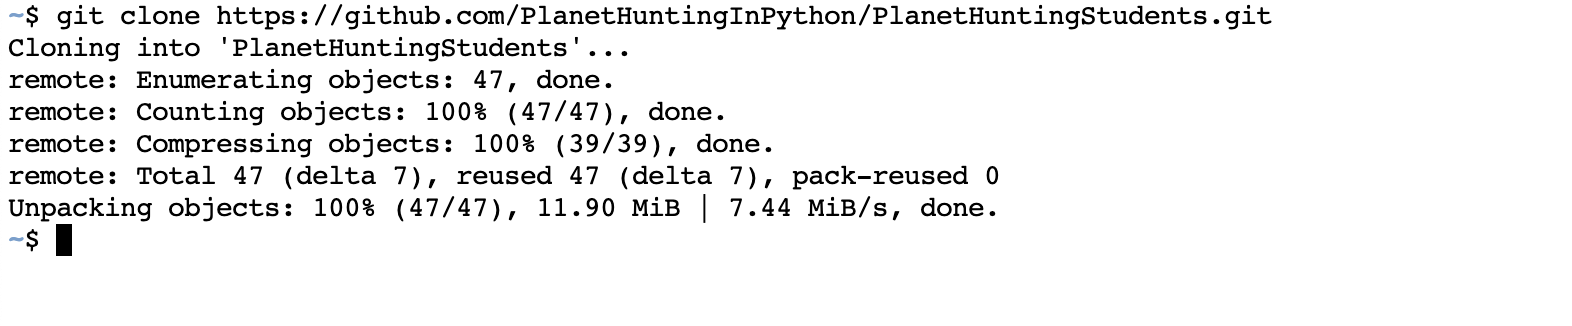 ~$ git clone https://github.com/PlanetHuntingInPython/PlanetHuntingStudents.git
Cloning into 'PlanetHuntingStudents'...
remote: Enumerating objects: 47, done.
remote: Counting objects: 100% (47/47), done.
remote: Compressing objects: 100% (39/39), done.
remote: Total 47 (delta 7), reused 47 (delta 7), pack-reused 0
Unpacking objects: 100% (47/47), 11.90 MiB | 7.44 MiB/s, done.
~$